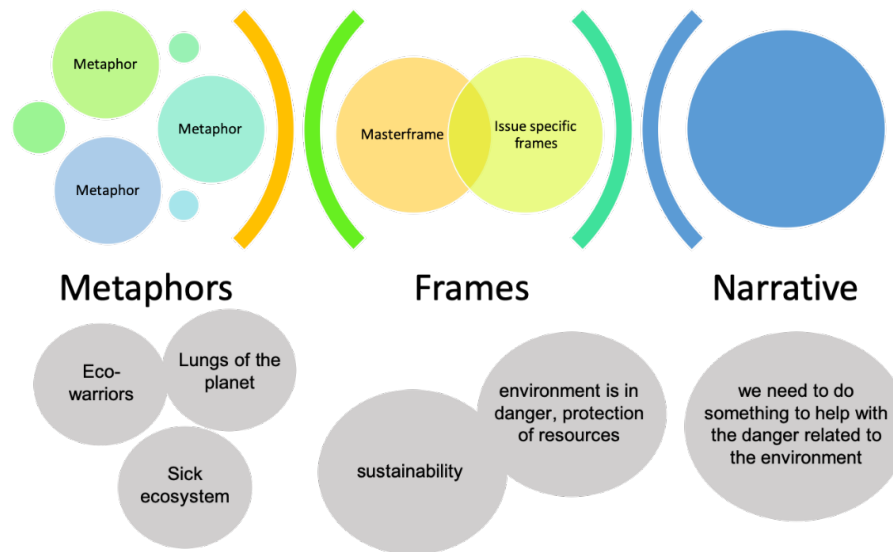 Metaphor
Metaphor
Metaphor
Masterframe
Issue specific
frames
Metaphors
Frames
Narrative
Eco-
warriors
Lungs of the
planet
Sick
ecosystem
sustainability
environment is in
danger, protection
of resources
we need to do
something to help with
the danger related to
the environment